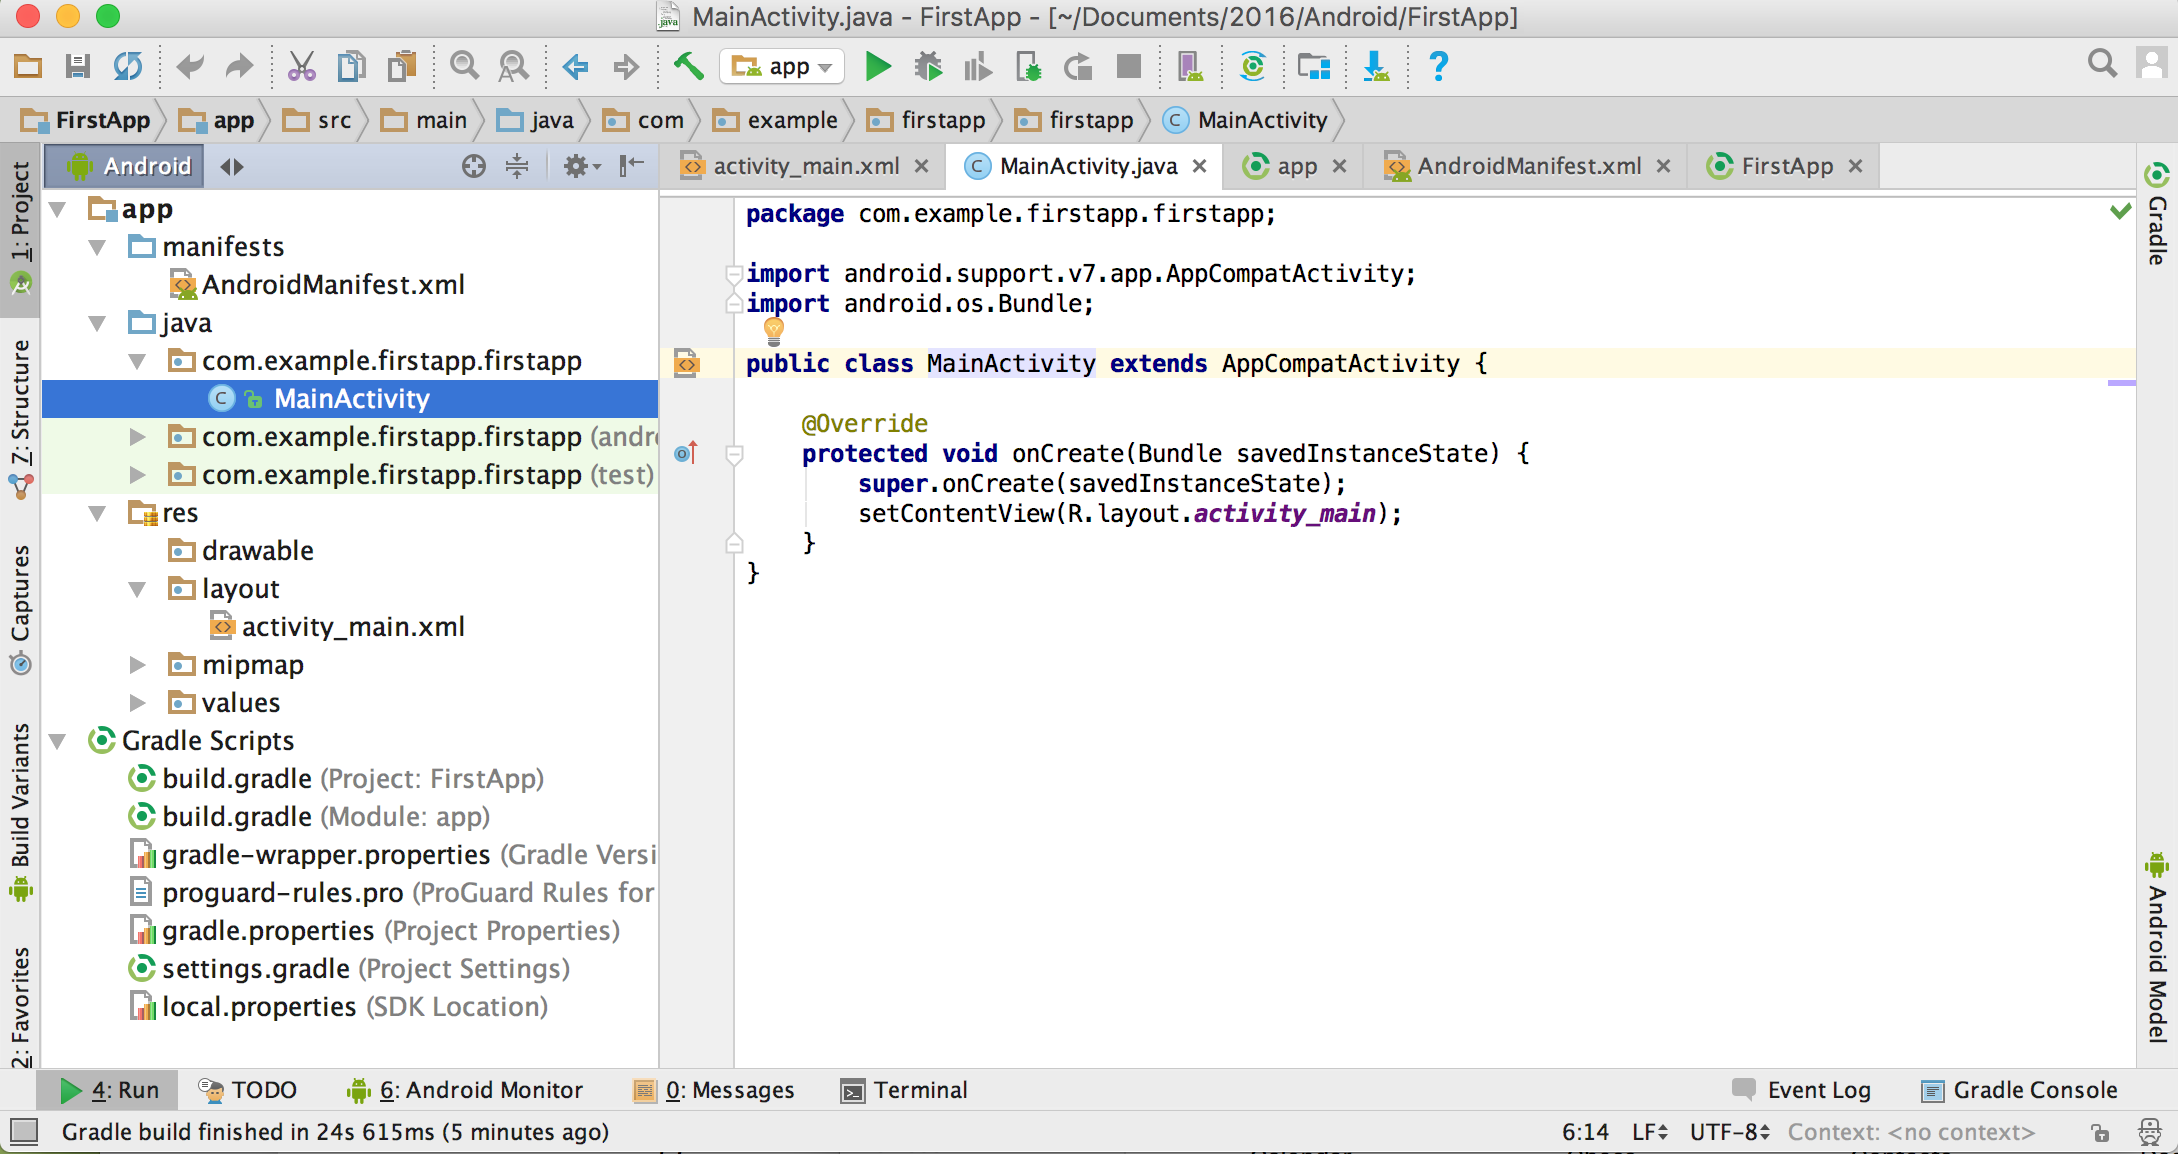 MainActivity.java - FirstApp - [~/Documents/2016/Android/FirstApp]
app
FirstApp app src main java com example firstapp firstapp MainActivity
Android
activity_main.xml MainActivity.java app AndroidManifest.xml FirstApp
1: Project
7: Structure
Captures
Build Variants
2: Favorites
app
manifests
AndroidManifest.xml
java
com.example.firstapp.firstapp
MainActivity
com.example.firstapp.firstapp (andr
com.example.firstapp.firstapp (test)
res
drawable
layout
activity_main.xml
mipmap
values
Gradle Scripts
build.gradle (Project: FirstApp)
build.gradle (Module: app)
gradle-wrapper.properties (Gradle Versi
proguard-rules.pro (ProGuard Rules for
gradle.properties (Project Properties)
settings.gradle (Project Settings)
local.properties (SDK Location)
package com.example.firstapp.firstapp;
import android.support.v7.app.AppCompatActivity;
import android.os.Bundle;
public class MainActivity extends AppCompatActivity {
@Override
protected void onCreate(Bundle savedInstanceState) {
super.onCreate(savedInstanceState);
setContentView(R.layout.activity_main);
}
}
Gradle
Android Model
4: Run TODO 6: Android Monitor 0: Messages Terminal Event Log Gradle Console
Gradle build finished in 24s 615ms (5 minutes ago) 6:14 LF UTF-8 Context: <no context>